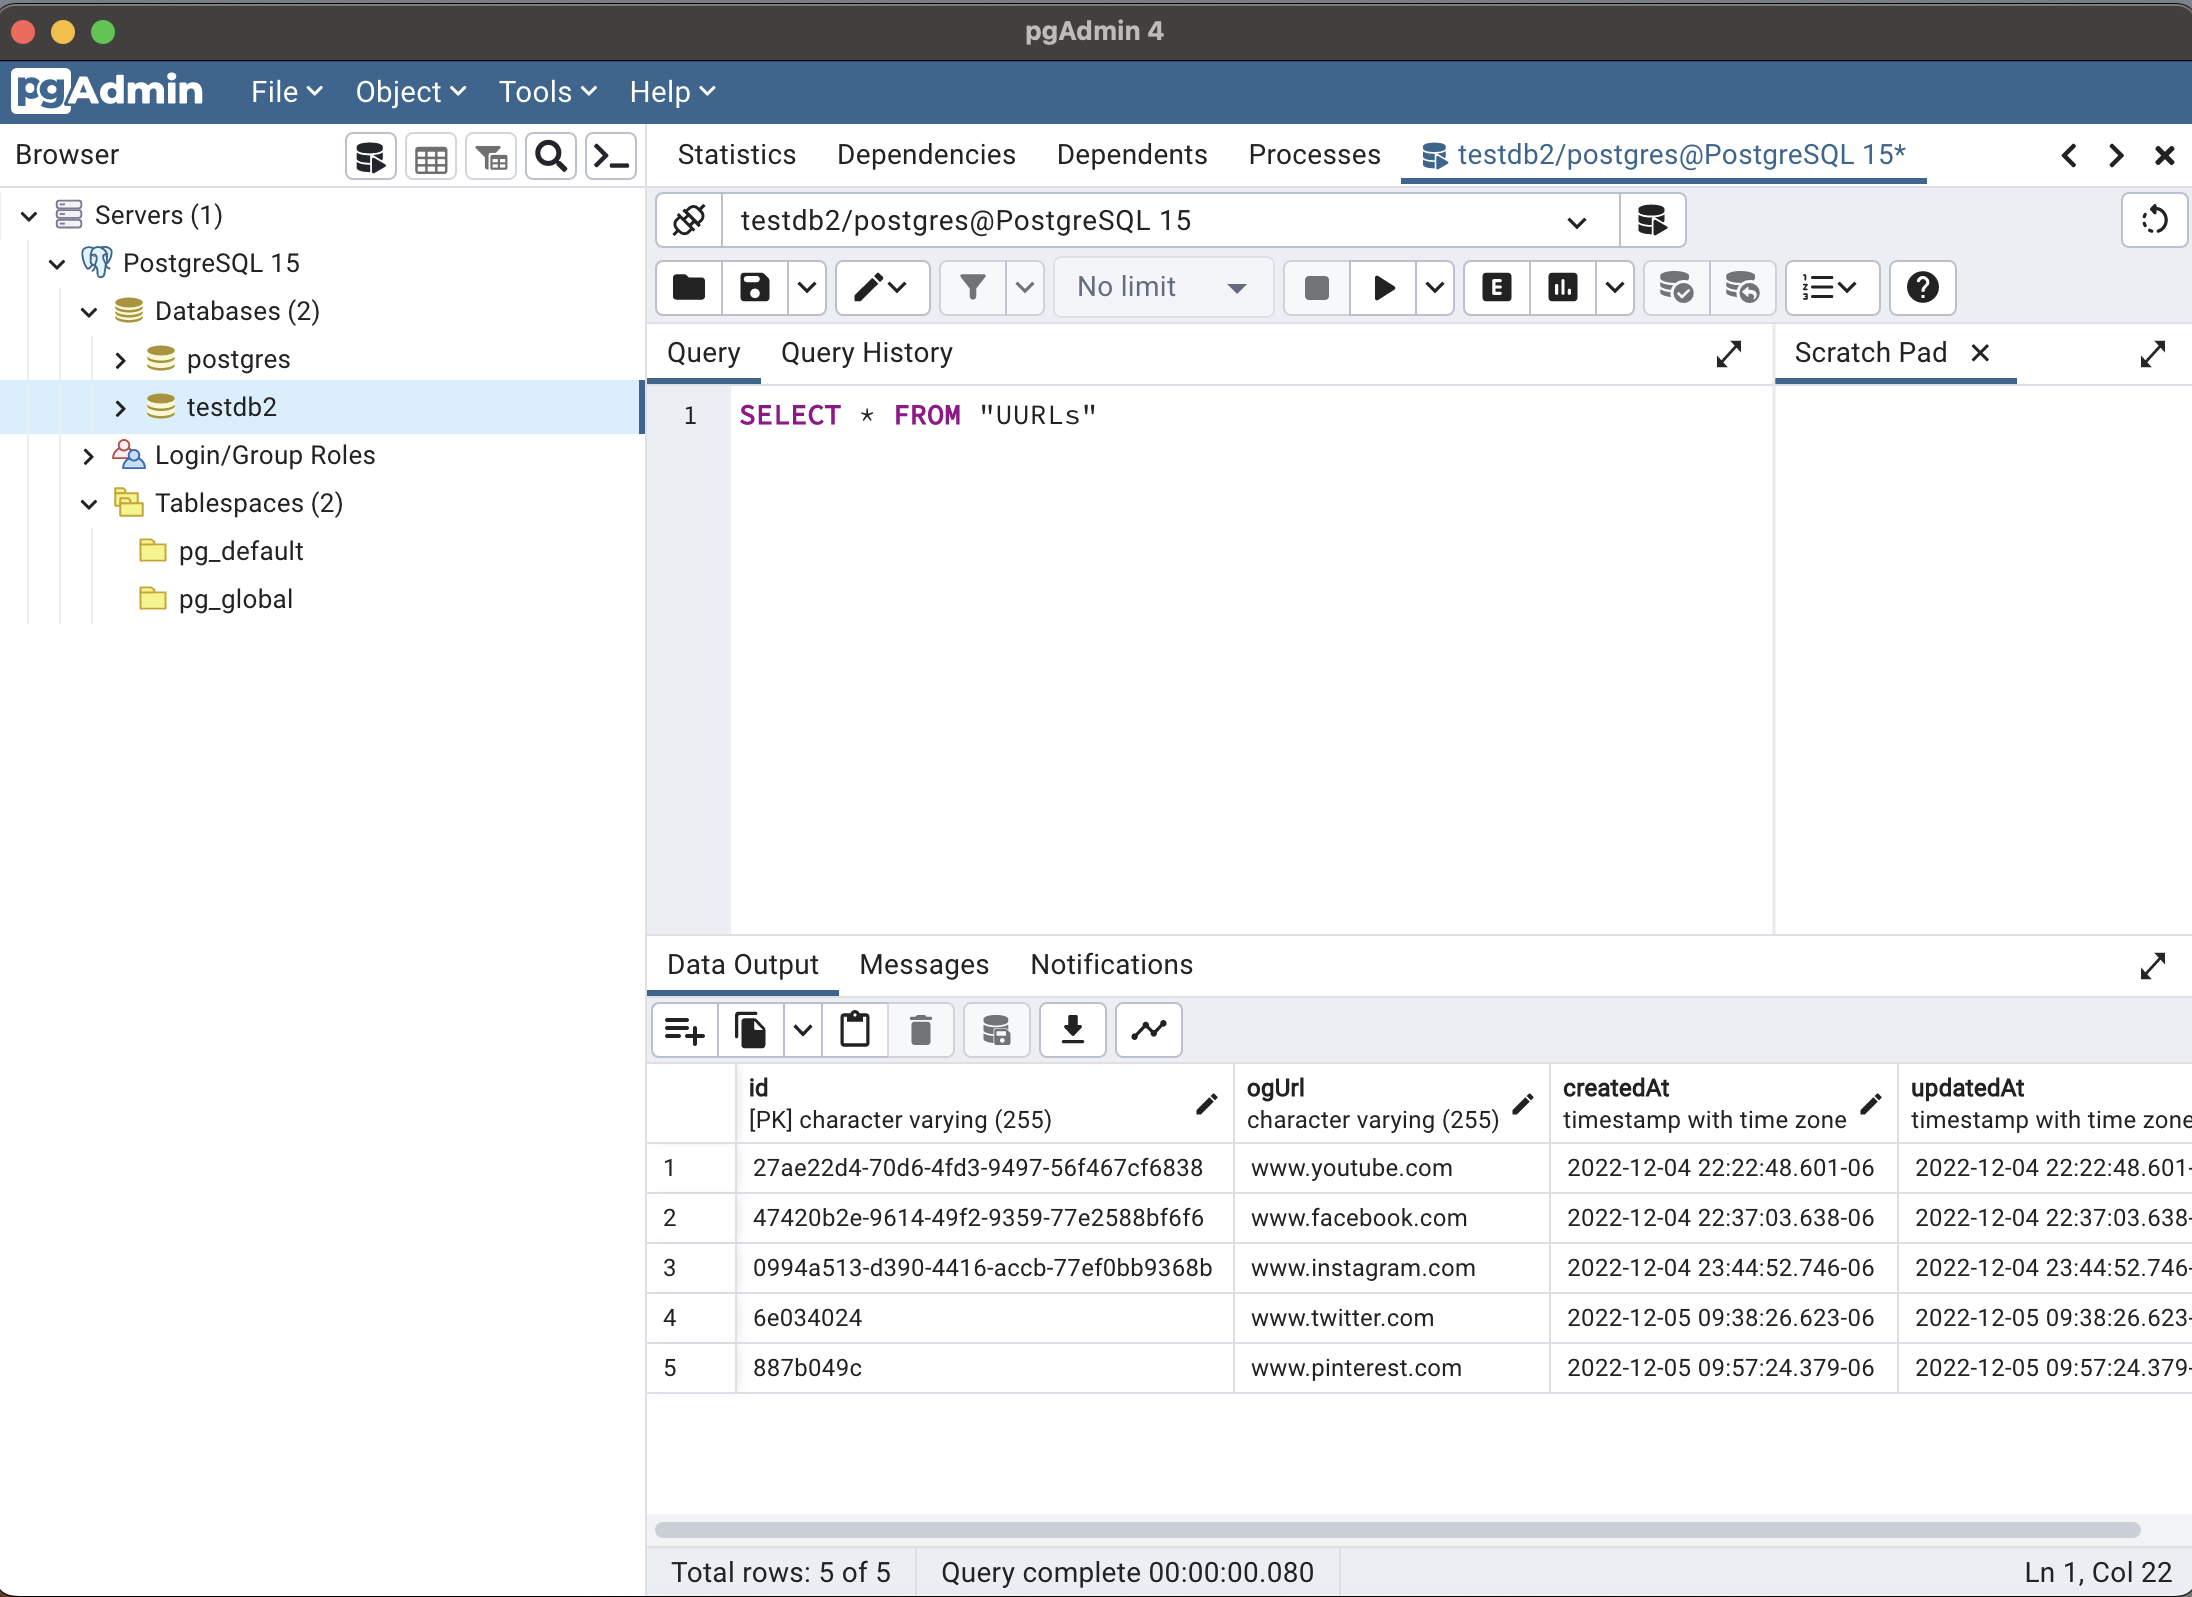 pgAdmin 4
pgAdmin File Object Tools Help
Browser
Statistics Dependencies Dependents Processes testdb2/postgres@PostgreSQL 15*
Servers (1)
PostgreSQL 15
Databases (2)
postgres
testdb2
Login/Group Roles
Tablespaces (2)
pg_default
pg_global
testdb2/postgres@PostgreSQL 15
No limit E
Query Query History Scratch Pad
1 SELECT * FROM "UURLs"
Data Output Messages Notifications
id ogUrl createdAt updatedAt
[PK] character varying (255) character varying (255) timestamp with time zone timestamp with time zone
1 27ae22d4-70d6-4fd3-9497-56f467cf6838 www.youtube.com 2022-12-04 22:22:48.601-06 2022-12-04 22:22:48.601-
2 47420b2e-9614-49f2-9359-77e2588bf6f6 www.facebook.com 2022-12-04 22:37:03.638-06 2022-12-04 22:37:03.638-
3 0994a513-d390-4416-accb-77ef0bb9368b www.instagram.com 2022-12-04 23:44:52.746-06 2022-12-04 23:44:52.746-
4 6e034024 www.twitter.com 2022-12-05 09:38:26.623-06 2022-12-05 09:38:26.623-
5 887b049c www.pinterest.com 2022-12-05 09:57:24.379-06 2022-12-05 09:57:24.379-
Total rows: 5 of 5 Query complete 00:00:00.080 Ln 1, Col 22